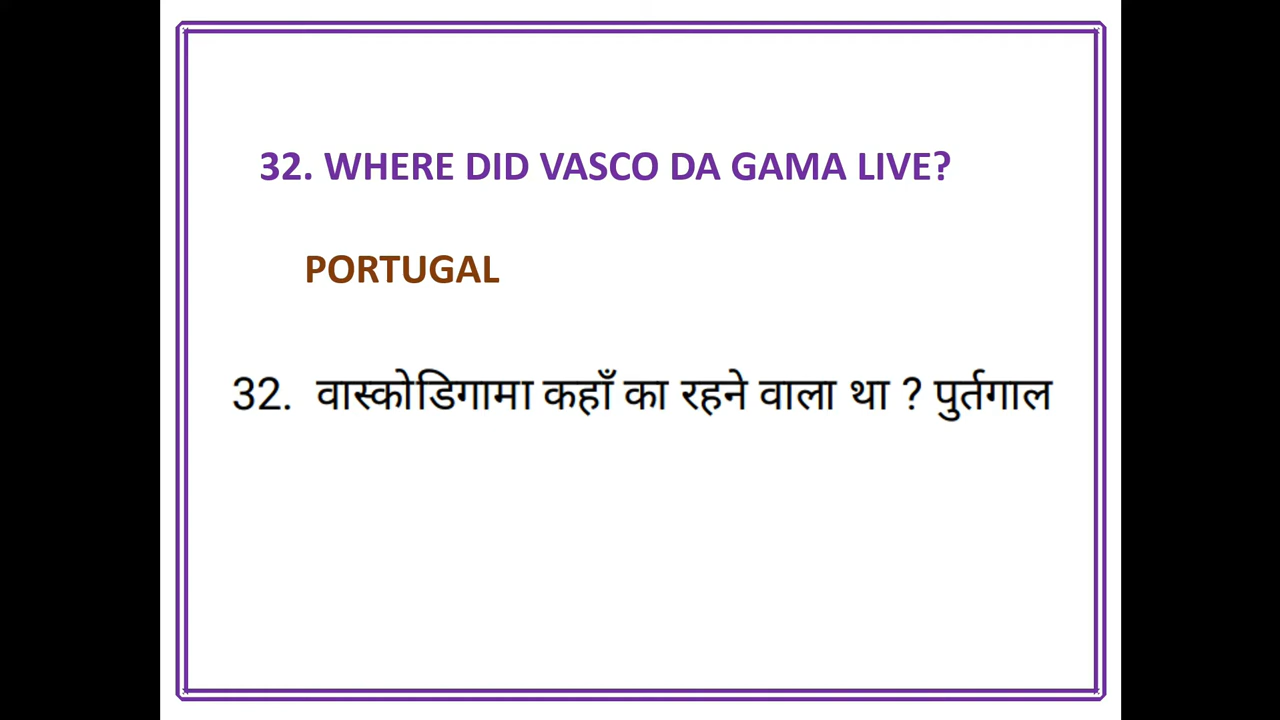 32. WHERE DID VASCO DA GAMA LIVE?
PORTUGAL
32. वास्कोडिगामा कहाँ का रहने वाला था ? पुर्तगाल